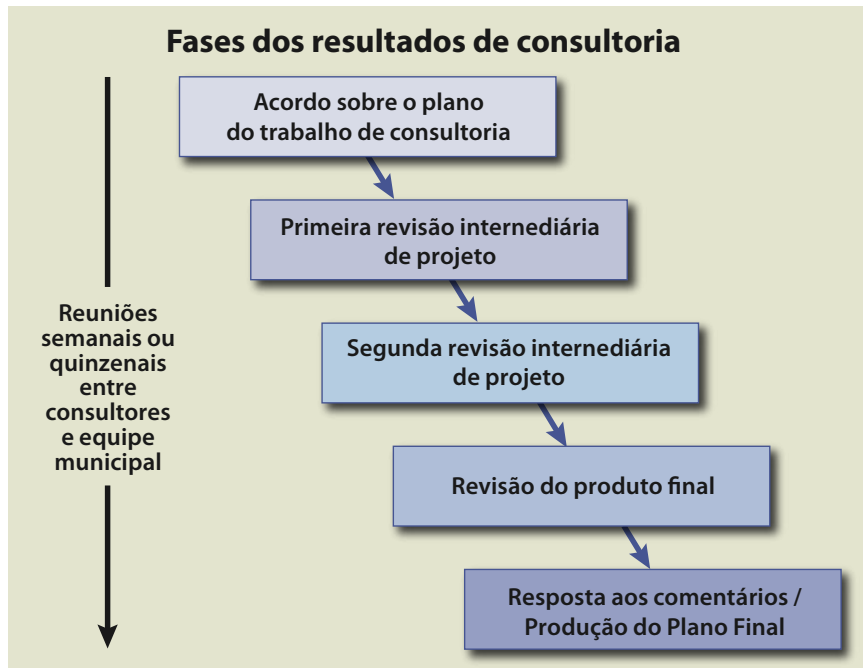 Fases dos resultados de consultoria
Acordo sobre o plano
do trabalho de consultoria
Primeira revisão internediária
de projeto
Segunda revisão internediária
de projeto
Revisão do produto final
Resposta aos comentários /
Produção do Plano Final
Reuniões
semanais ou
quinzenais
entre
consultores
e equipe
municipal